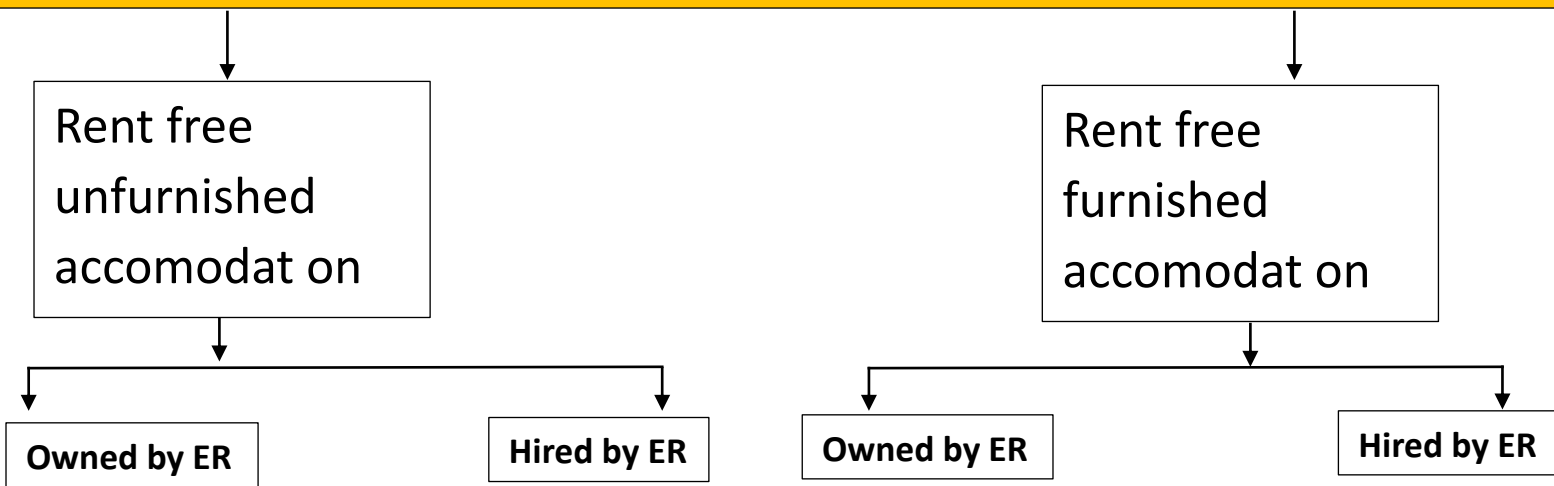 Rent free
unfurnished
accomodat on
Rent free
furnished
accomodat on
Owned by ER
Hired by ER
Owned by ER
Hired by ER